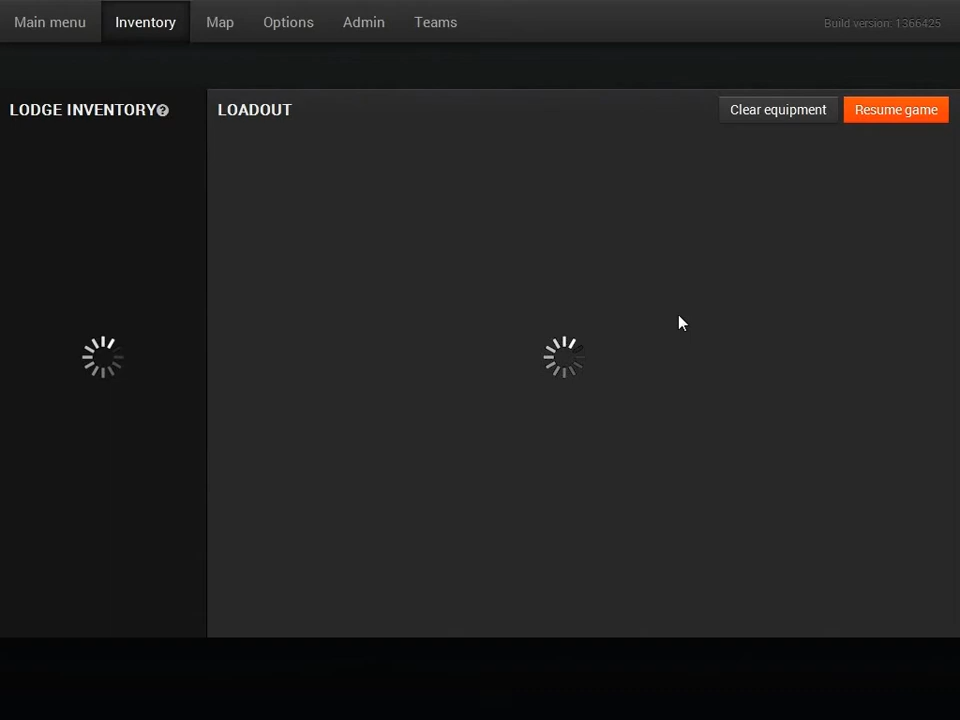 Main menu Inventory Map Options Admin Teams Build version: 1366425
LODGE INVENTORY
LOADOUT Clear equipment Resume game